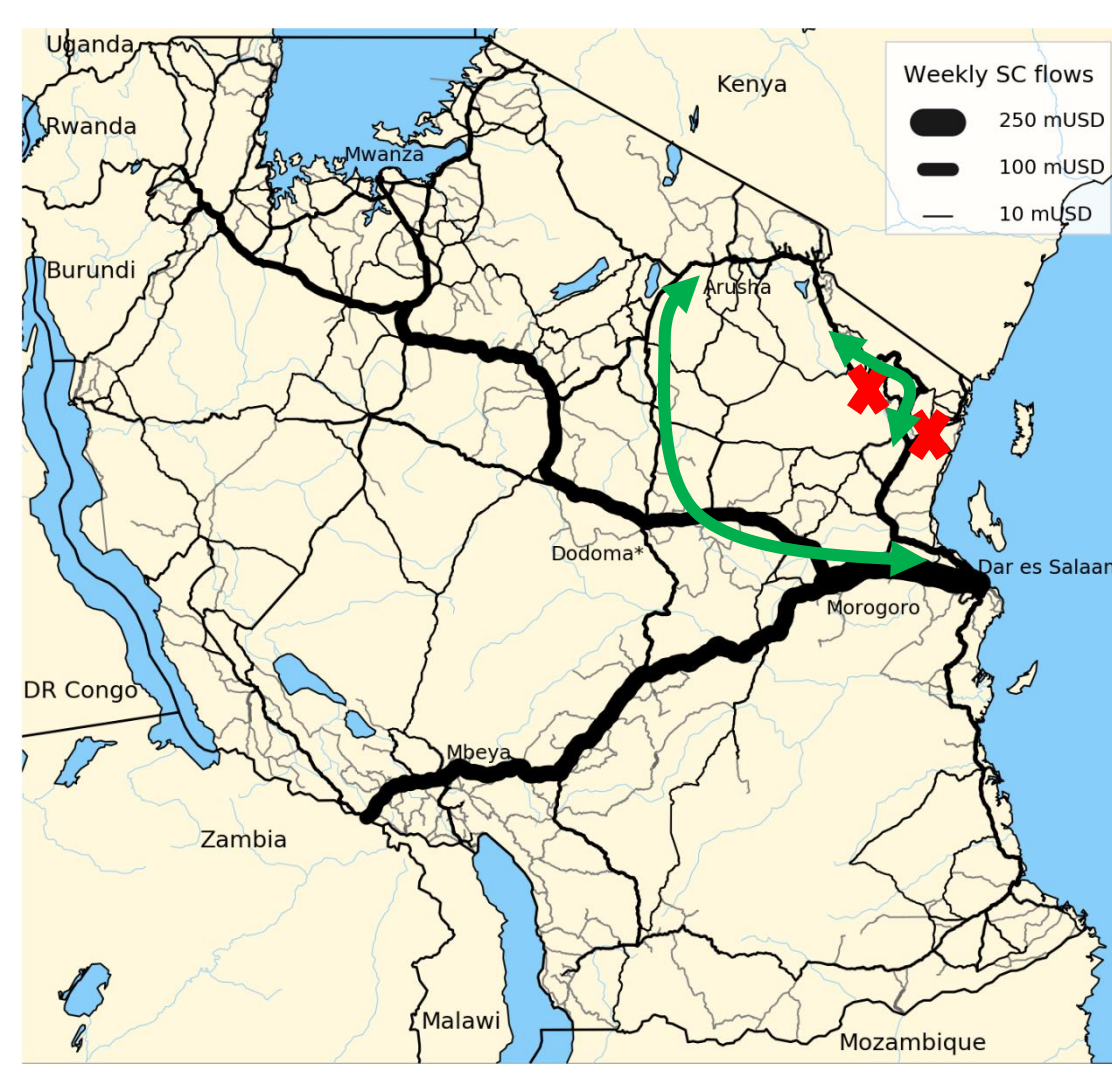 Uganda
Kenya
Weekly SC flows
250 mUSD
100 mUSD
10 mUSD
Rwanda
Mwanza
Burundi
Arusha
Dodoma*
Dar es Salaam
Morogoro
DR Congo
Mbeya
Zambia
Malawi
Mozambique